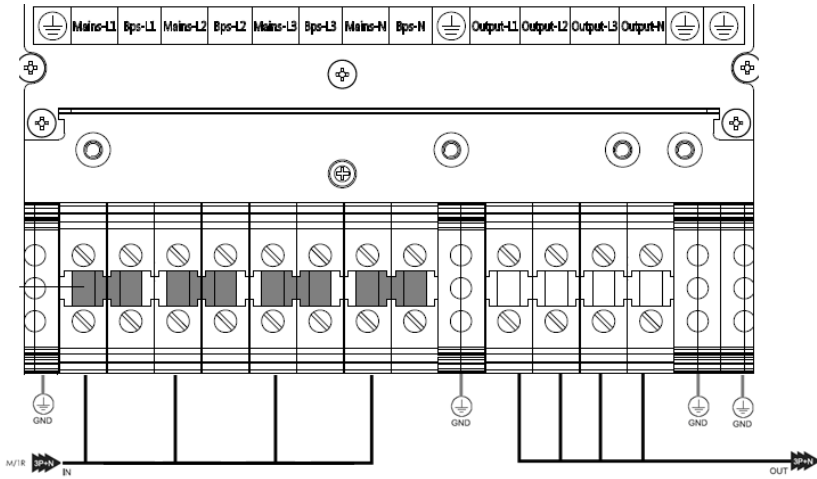 Mains-L1 Bps-L1 Mains-L2 Bps-L2 Mains-L3 Bps-L3 Mains-N Bps-N Output-L1 Output-L2 Output-L3 Output-N
GND GND GND GND
M/IR 3P+N IN OUT 3P+N